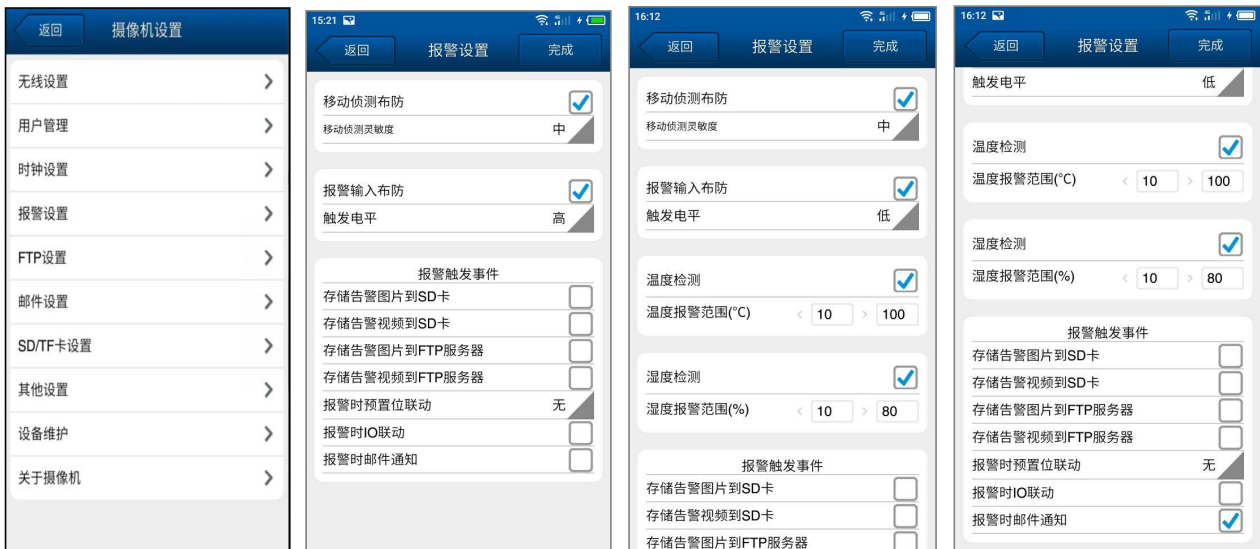 返回 摄像机设置
无线设置
用户管理
时钟设置
报警设置
FTP设置
邮件设置
SD/TF卡设置
其他设置
设备维护
关于摄像机
15:21
返回 报警设置 完成
移动侦测布防
移动侦测灵敏度 中
报警输入布防
触发电平 高
报警触发事件
存储告警图片到SD卡
存储告警视频到SD卡
存储告警图片到FTP服务器
存储告警视频到FTP服务器
报警时预置位联动 无
报警时IO联动
报警时邮件通知
16:12
返回 报警设置 完成
移动侦测布防
移动侦测灵敏度 中
报警输入布防
触发电平 低
温度检测
温度报警范围(°C) < 10 > 100
湿度检测
湿度报警范围(%) < 10 > 80
报警触发事件
存储告警图片到SD卡
存储告警视频到SD卡
存储告警图片到FTP服务器
16:12
返回 报警设置 完成
触发电平 低
温度检测
温度报警范围(°C) < 10 > 100
湿度检测
湿度报警范围(%) < 10 > 80
报警触发事件
存储告警图片到SD卡
存储告警视频到SD卡
存储告警图片到FTP服务器
存储告警视频到FTP服务器
报警时预置位联动 无
报警时IO联动
报警时邮件通知